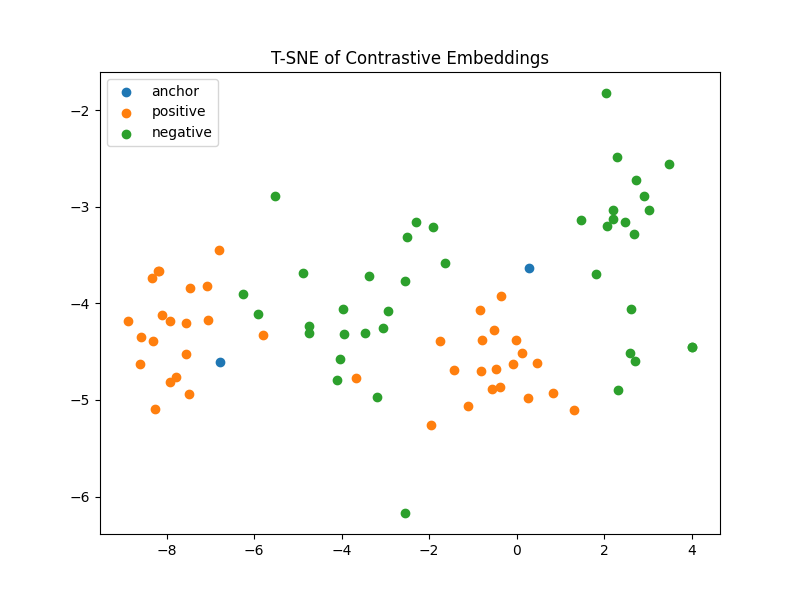 T-SNE of Contrastive Embeddings
anchor
positive
negative
−2
−3
−4
−5
−6
−8 −6 −4 −2 0 2 4